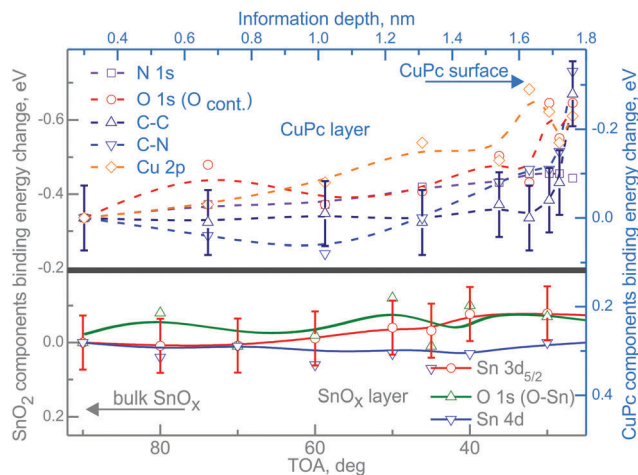 Information depth, nm
0.4 0.6 0.8 1.0 1.2 1.4 1.6 1.8
SnO2 components binding energy change, eV
-0.6
-0.4
-0.2
0.0
0.2
N 1s
O 1s (O cont.)
C-C
C-N
Cu 2p
CuPc surface
CuPc layer
-0.2
0.0
0.2
0.4
CuPc components binding energy change, eV
bulk SnOx
SnOx layer
Sn 3d5/2
O 1s (O-Sn)
Sn 4d
80 60 40
TOA, deg